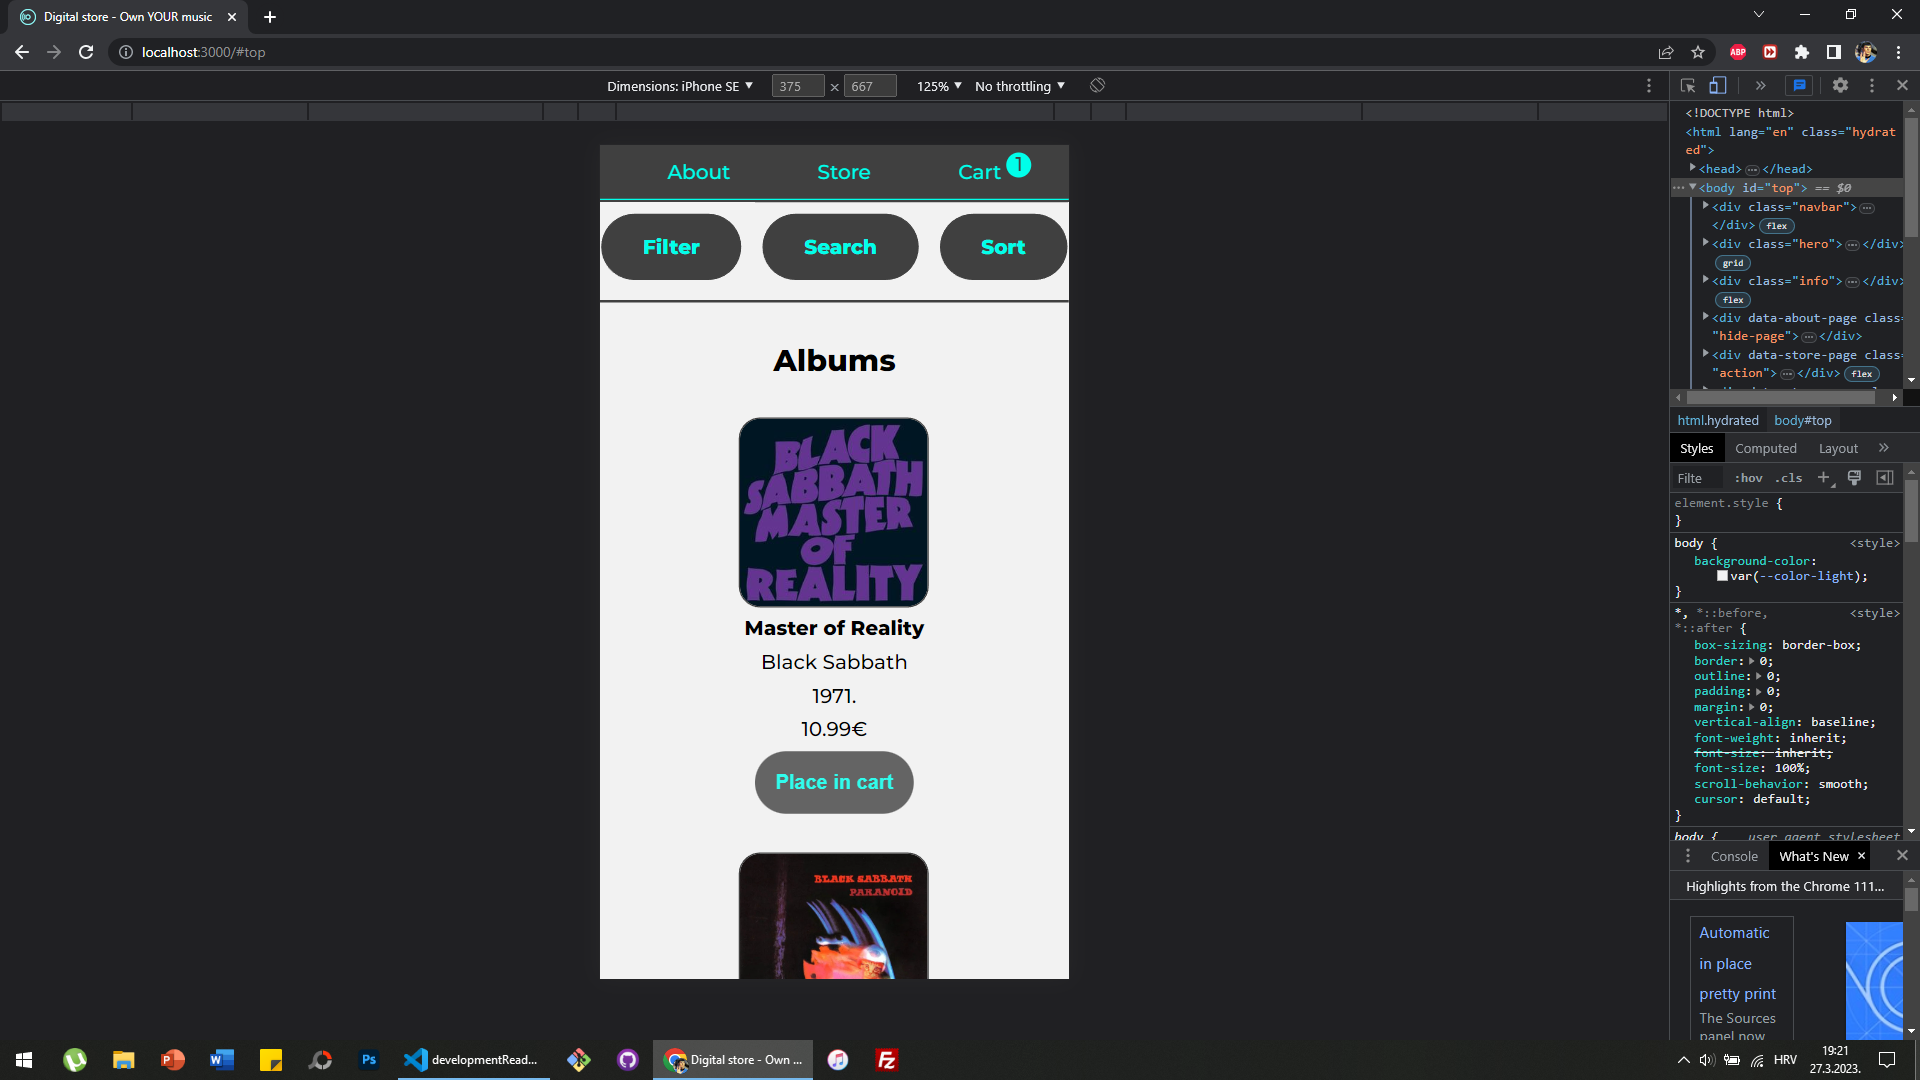 Digital store - Own YOUR music
localhost:3000/#top
ABP
Dimensions: iPhone SE
375 × 667
125%
No throttling
About Store Cart 1
Filter Search Sort
Albums
BLACK
SABBATH
MASTER
OF
REALITY
Master of Reality
Black Sabbath
1971.
10.99€
Place in cart
BLACK SABBATH
PARANOID
<!DOCTYPE html>
<html lang="en" class="hydrat
ed">
<head> … </head>
… <body id="top"> == $0
<div class="navbar"> …
</div> flex
<div class="hero"> … </div>
grid
<div class="info"> … </div>
flex
<div data-about-page class=
"hide-page"> … </div>
<div data-store-page class=
"action"> … </div> flex
html.hydrated body#top
Styles Computed Layout
Filte :hov .cls
element.style {
}
body { <style>
background-color:
var(--color-light);
}
*, *::before, <style>
*::after {
box-sizing: border-box;
border: 0;
outline: 0;
padding: 0;
margin: 0;
vertical-align: baseline;
font-weight: inherit;
font-size: inherit;
font-size: 100%;
scroll-behavior: smooth;
cursor: default;
}
body { user agent stylesheet
Console What's New
Highlights from the Chrome 111...
Automatic
in place
pretty print
The Sources
panel now
P W Ps developmentRead... Digital store - Own ... Fz
HRV 19:21
27.3.2023.